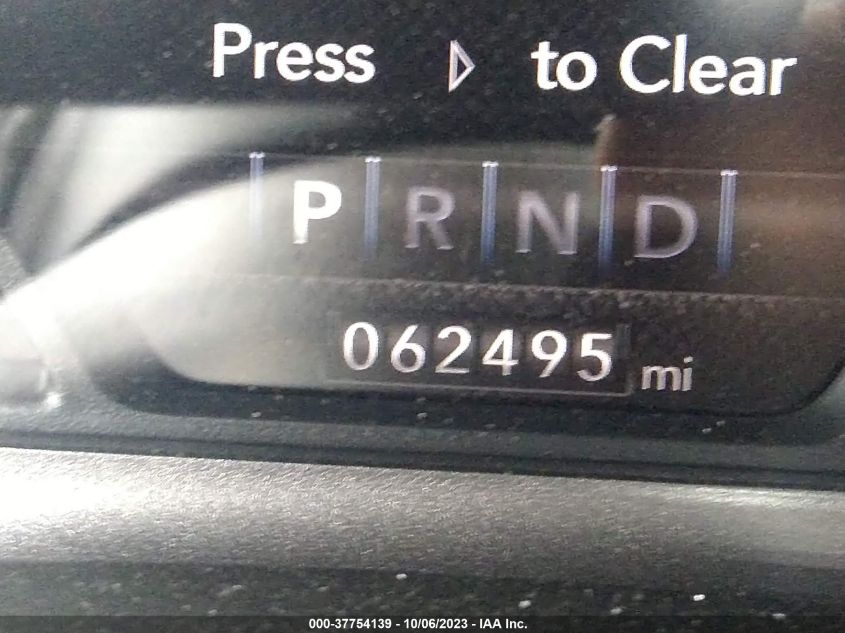 Press ▷ to Clear
P R N D
062495 mi
000-37754139 - 10/06/2023 - IAA Inc.